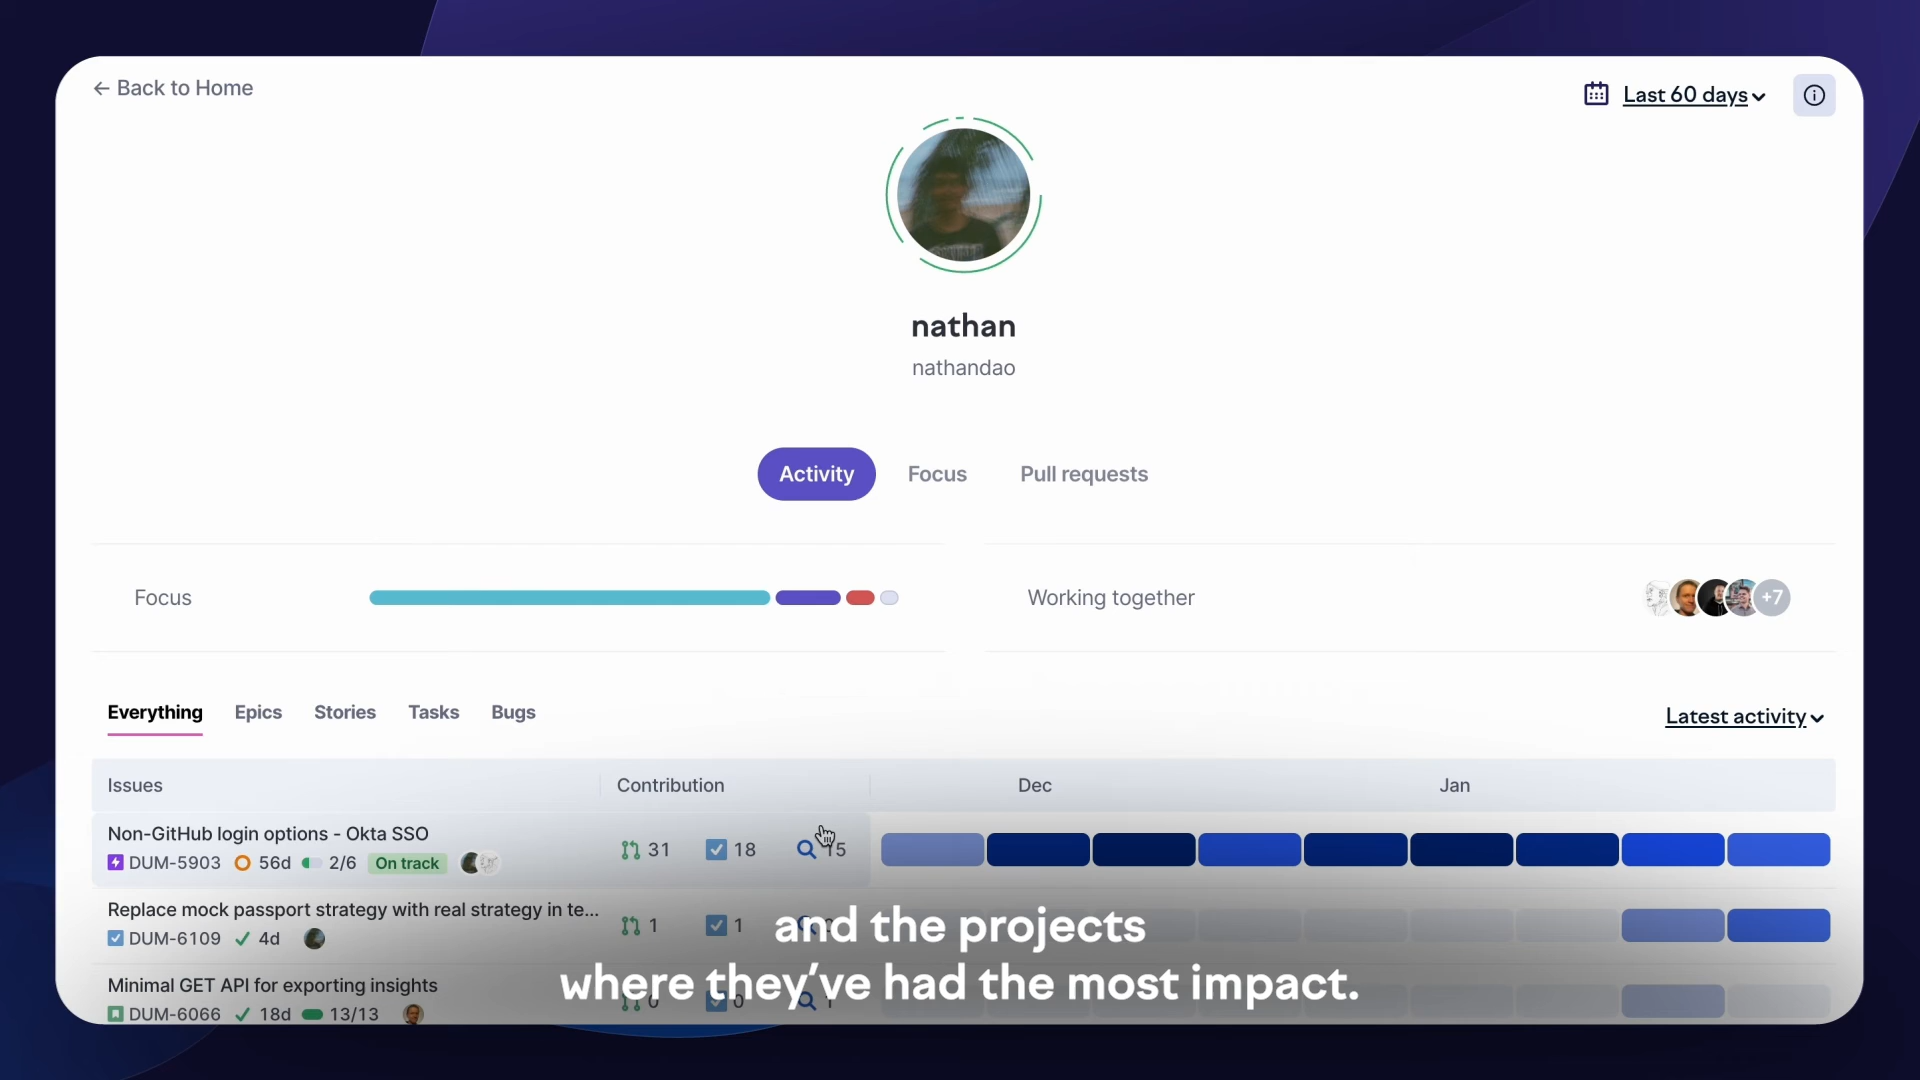 ← Back to Home
Last 60 days
nathan
nathandao
Activity
Focus
Pull requests
Focus
Working together
+7
Everything
Epics
Stories
Tasks
Bugs
Latest activity
Issues
Contribution
Dec
Jan
Non-GitHub login options - Okta SSO
31
18
15
DUM-5903
56d
2/6
On track
Replace mock passport strategy with real strategy in te...
1
1
DUM-6109
4d
and the projects
where they've had the most impact.
Minimal GET API for exporting insights
0
0
1
DUM-6066
18d
13/13